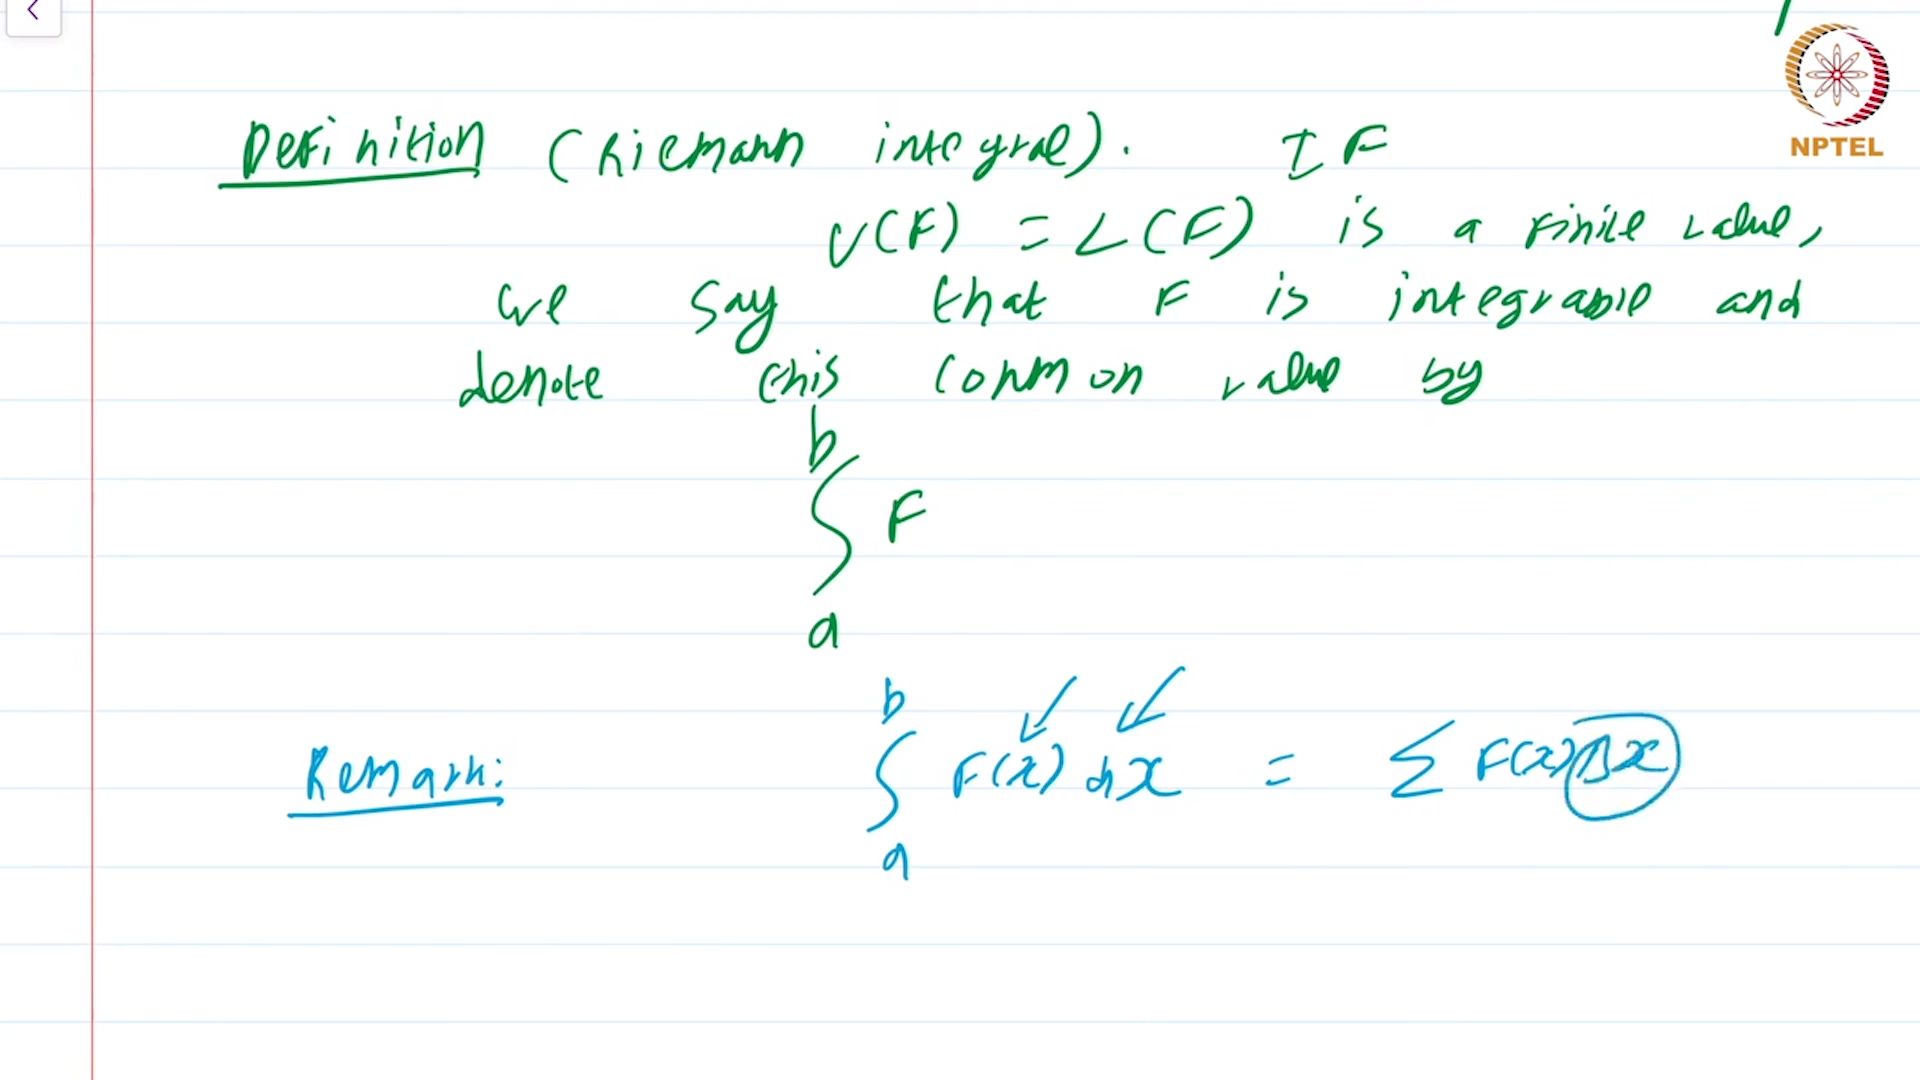 Definition (Riemann integral). If
U(F) = L(F) is a finite value,
we say that F is integrable and
denote this common value by
b
∫ F
a
b
Remark: ∫ F(x) dx = Σ F(x) Δx
a
NPTEL